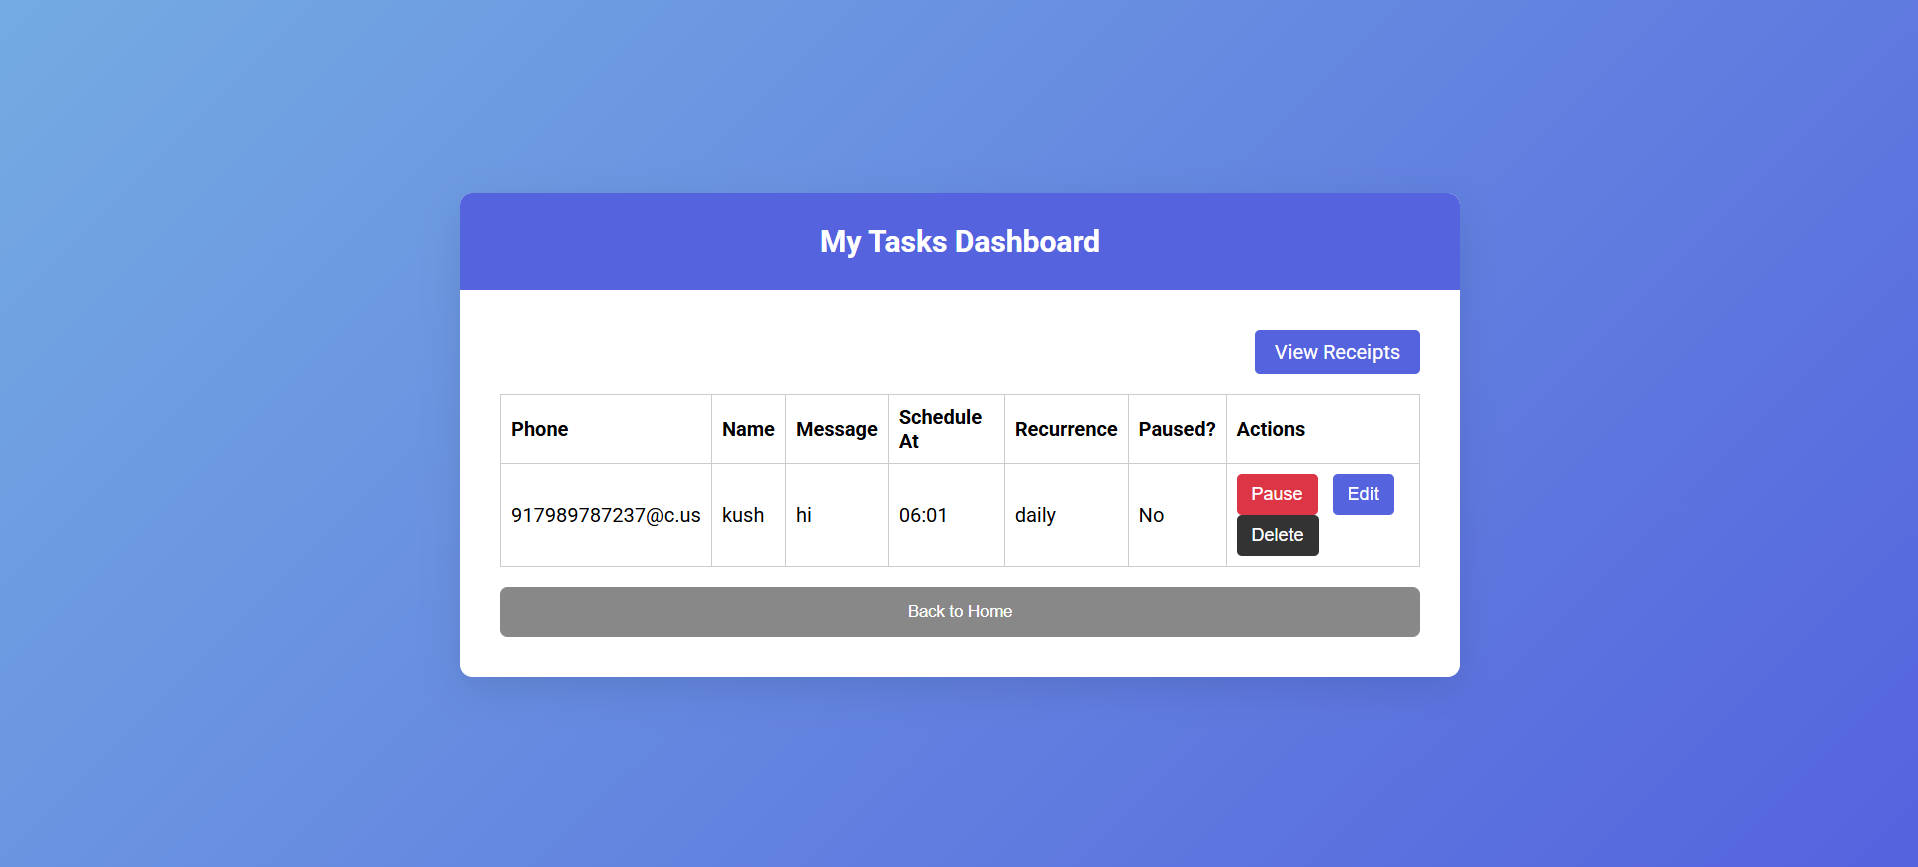 My Tasks Dashboard
View Receipts
Phone Name Message Schedule At Recurrence Paused? Actions
917989787237@c.us kush hi 06:01 daily No Pause Edit
Delete
Back to Home